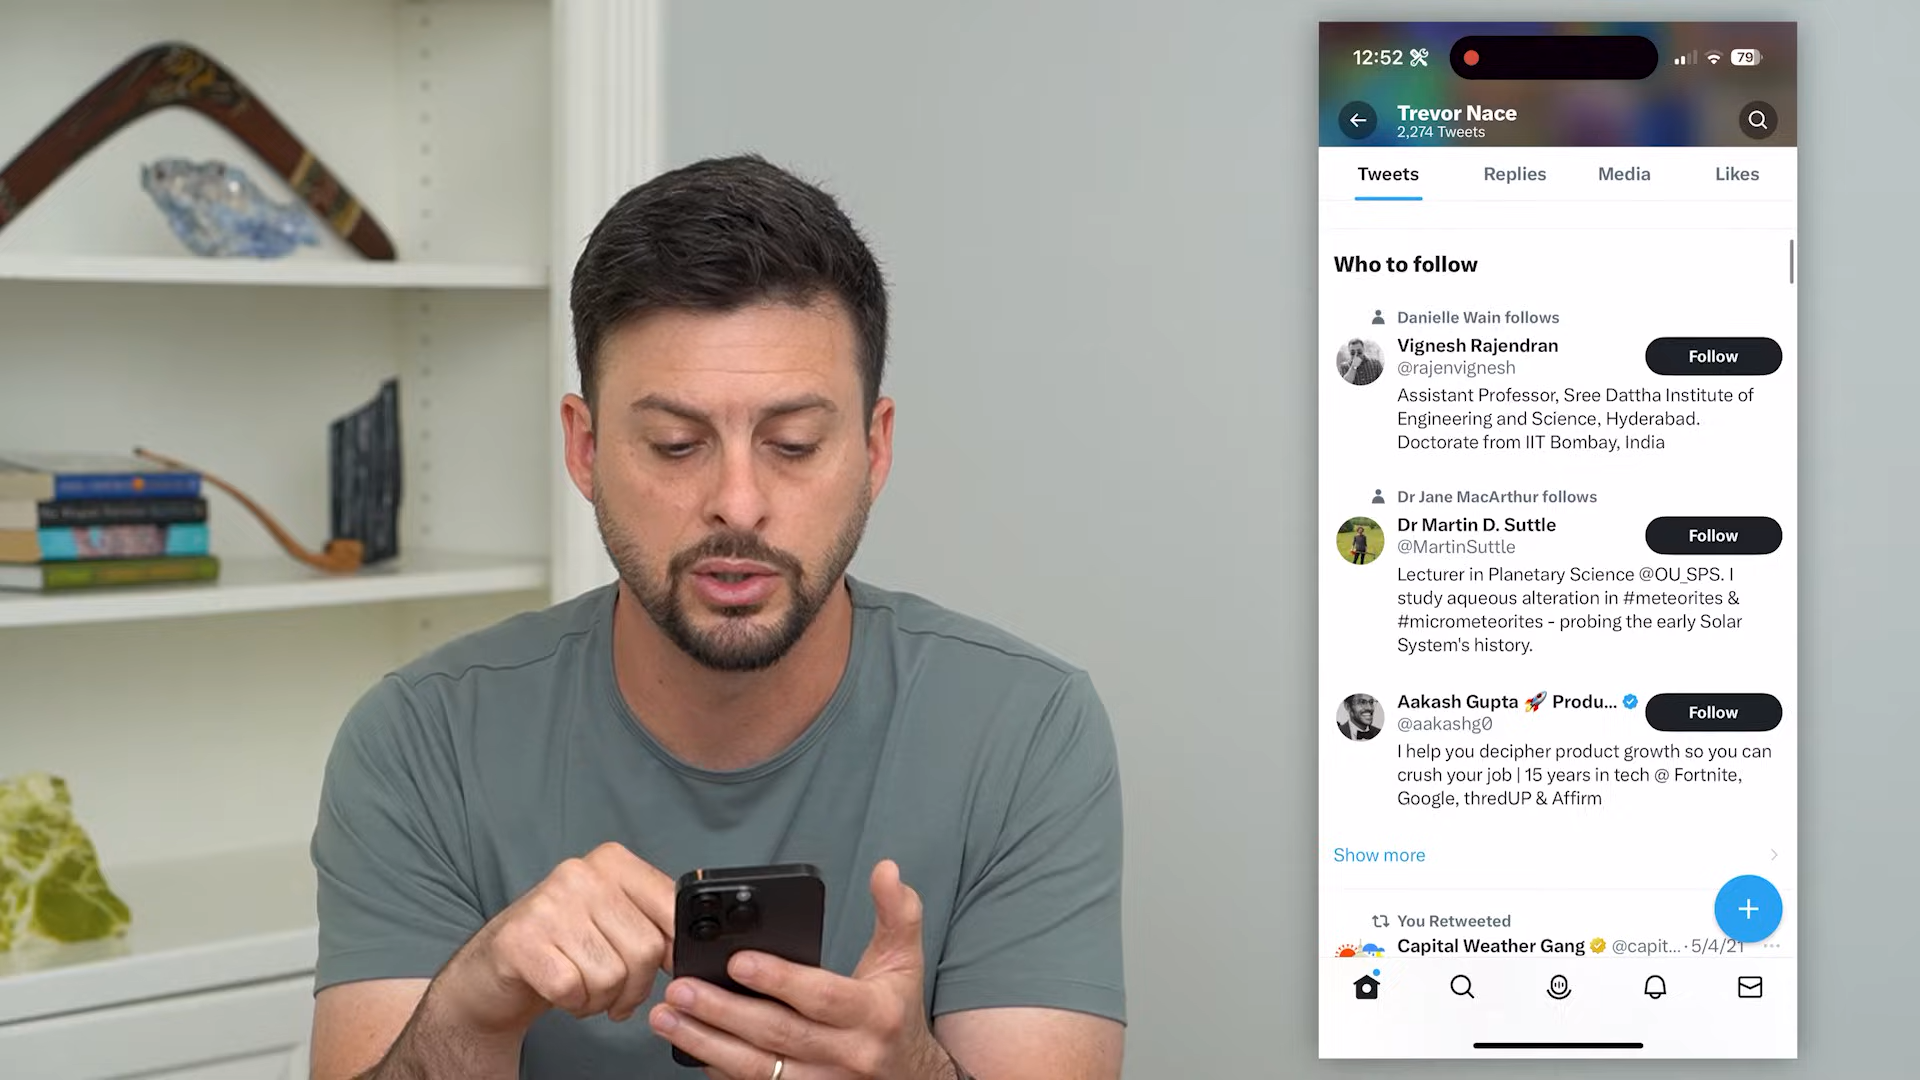 12:52
79
Trevor Nace
2,274 Tweets
Tweets Replies Media Likes
Who to follow
Danielle Wain follows
Vignesh Rajendran
@rajenvignesh
Follow
Assistant Professor, Sree Dattha Institute of
Engineering and Science, Hyderabad.
Doctorate from IIT Bombay, India
Dr Jane MacArthur follows
Dr Martin D. Suttle
@MartinSuttle
Follow
Lecturer in Planetary Science @OU_SPS. I
study aqueous alteration in #meteorites &
#micrometeorites - probing the early Solar
System's history.
Aakash Gupta 🚀 Produ...
@aakashg0
Follow
I help you decipher product growth so you can
crush your job | 15 years in tech @ Fortnite,
Google, thredUP & Affirm
Show more
You Retweeted
Capital Weather Gang @capit... · 5/4/21